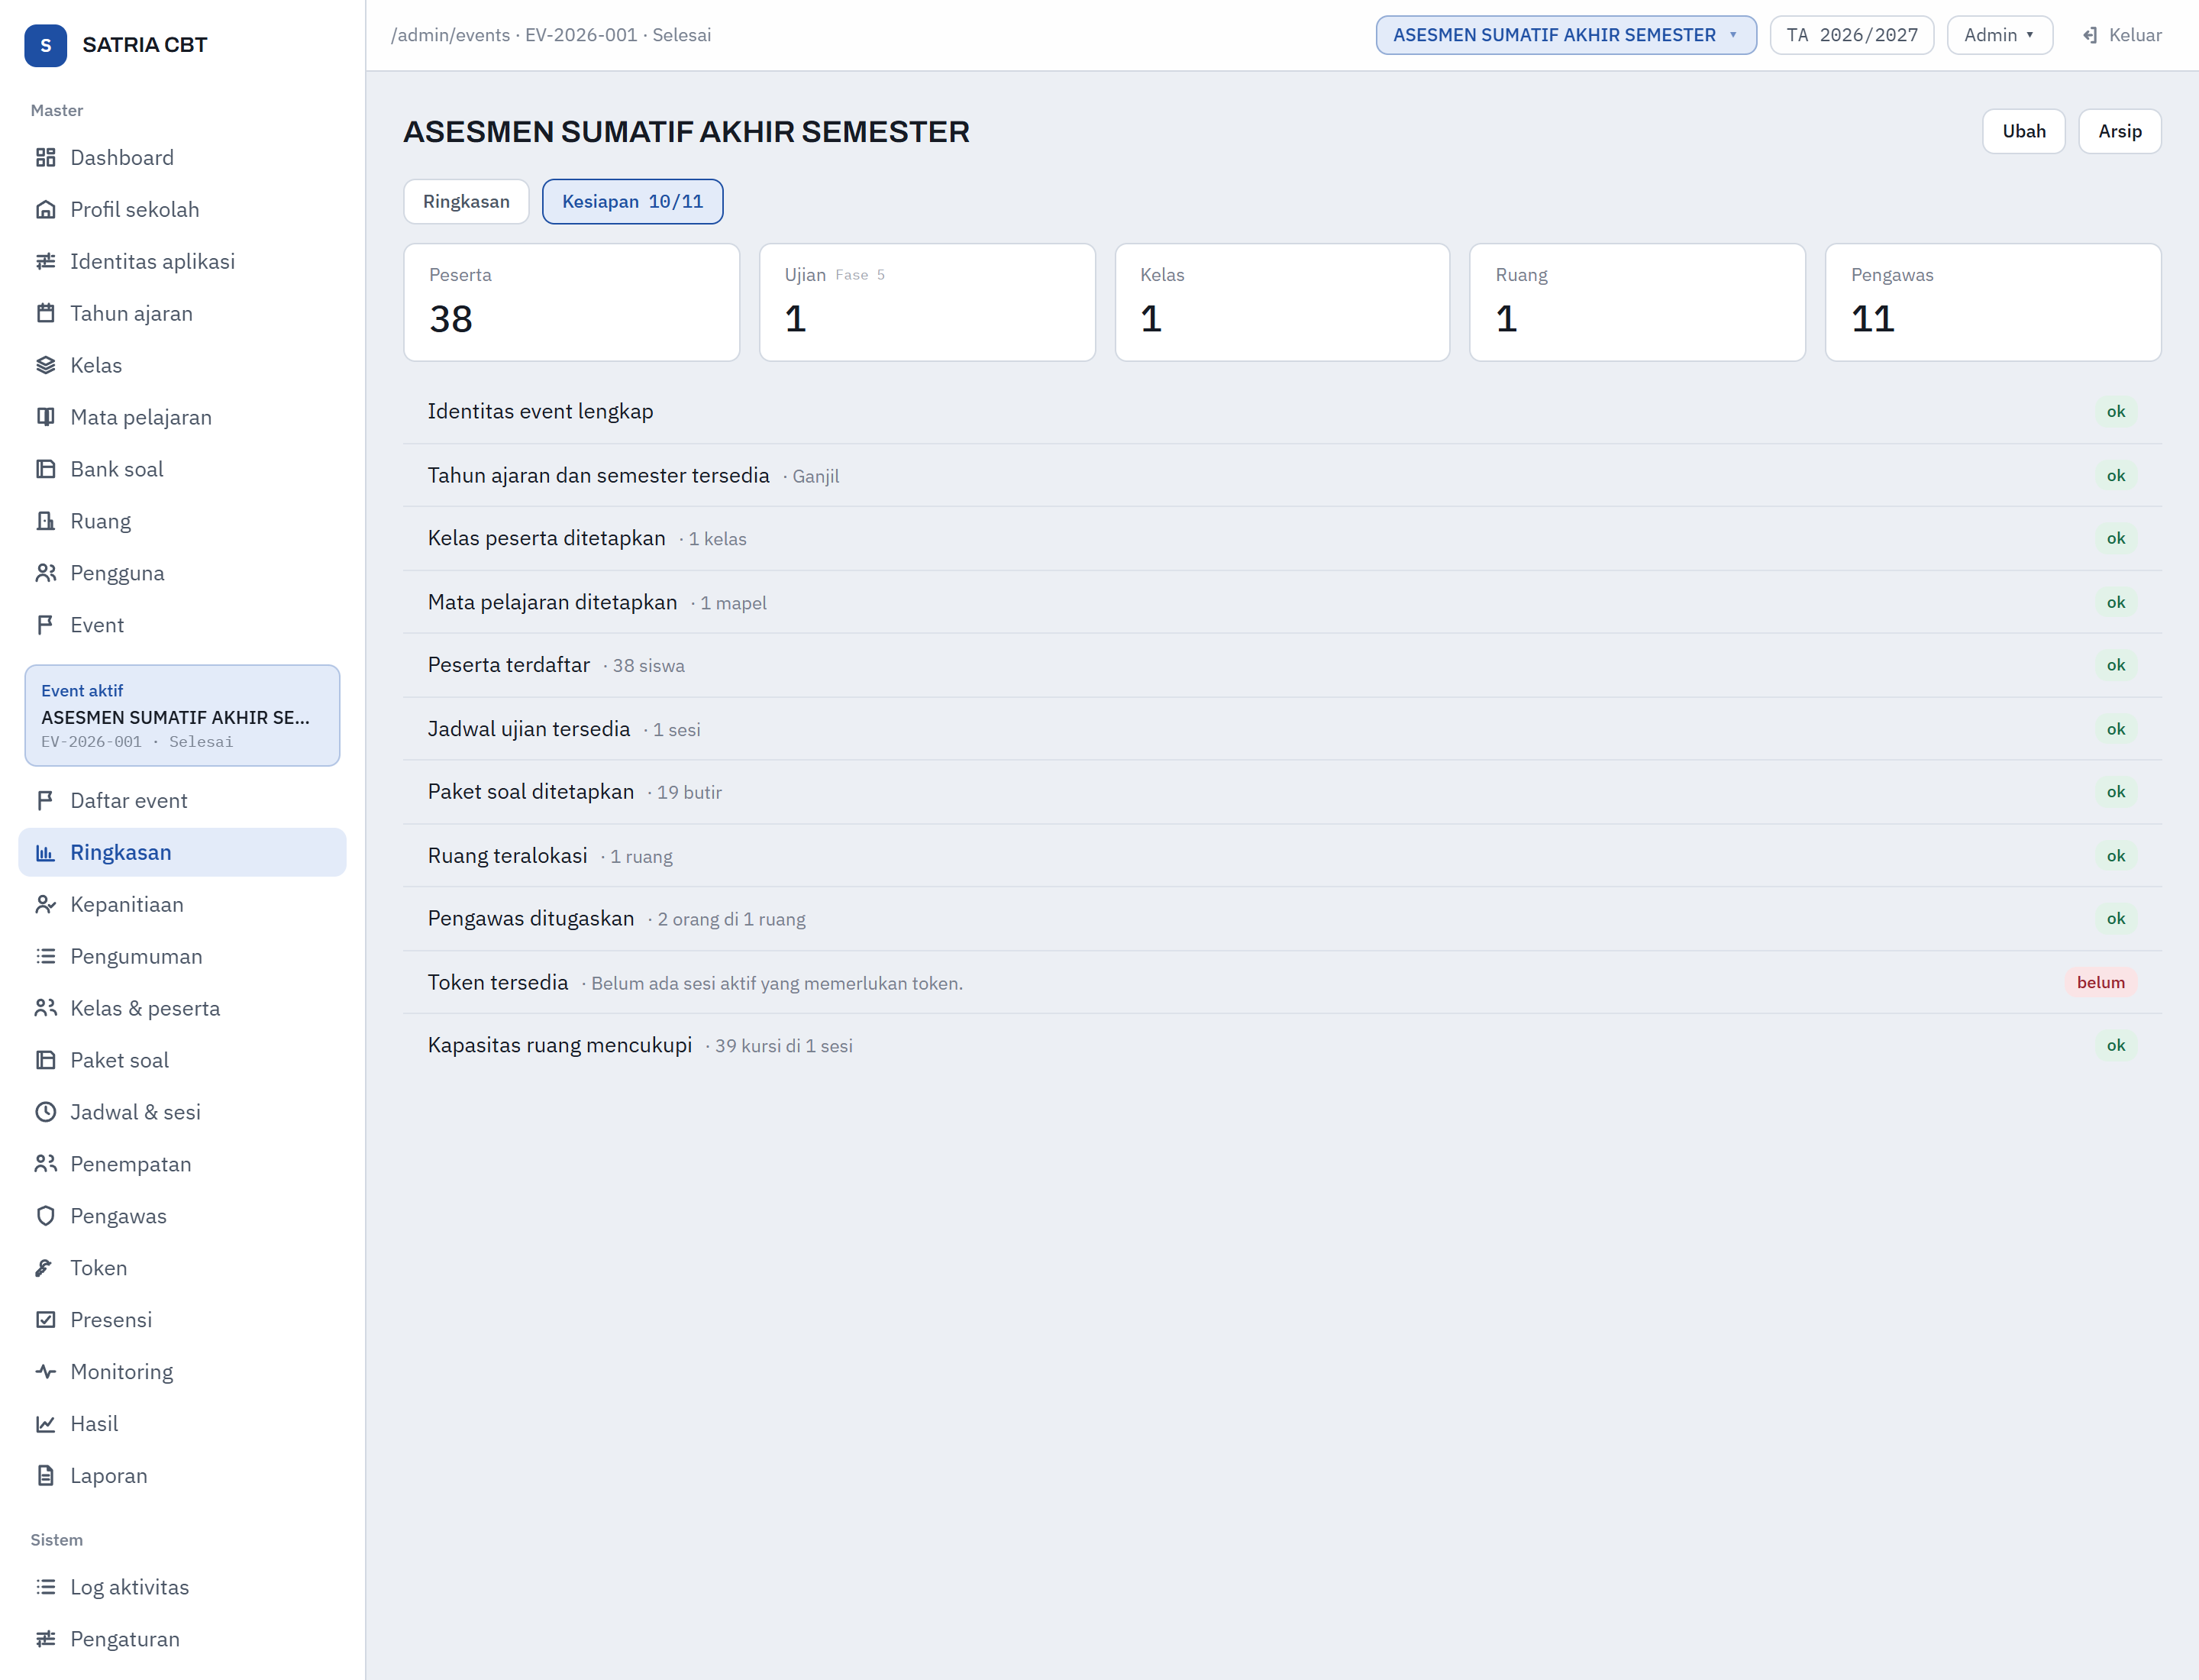 S SATRIA CBT
/admin/events · EV-2026-001 · Selesai
ASESMEN SUMATIF AKHIR SEMESTER ▾
TA 2026/2027
Admin ▾
Keluar
Master
Dashboard
Profil sekolah
Identitas aplikasi
Tahun ajaran
Kelas
Mata pelajaran
Bank soal
Ruang
Pengguna
Event
Event aktif
ASESMEN SUMATIF AKHIR SE...
EV-2026-001 · Selesai
Daftar event
Ringkasan
Kepanitiaan
Pengumuman
Kelas & peserta
Paket soal
Jadwal & sesi
Penempatan
Pengawas
Token
Presensi
Monitoring
Hasil
Laporan
Sistem
Log aktivitas
Pengaturan
ASESMEN SUMATIF AKHIR SEMESTER
Ubah
Arsip
Ringkasan
Kesiapan 10/11
Peserta
38
Ujian Fase 5
1
Kelas
1
Ruang
1
Pengawas
11
Identitas event lengkap ok
Tahun ajaran dan semester tersedia · Ganjil ok
Kelas peserta ditetapkan · 1 kelas ok
Mata pelajaran ditetapkan · 1 mapel ok
Peserta terdaftar · 38 siswa ok
Jadwal ujian tersedia · 1 sesi ok
Paket soal ditetapkan · 19 butir ok
Ruang teralokasi · 1 ruang ok
Pengawas ditugaskan · 2 orang di 1 ruang ok
Token tersedia · Belum ada sesi aktif yang memerlukan token. belum
Kapasitas ruang mencukupi · 39 kursi di 1 sesi ok